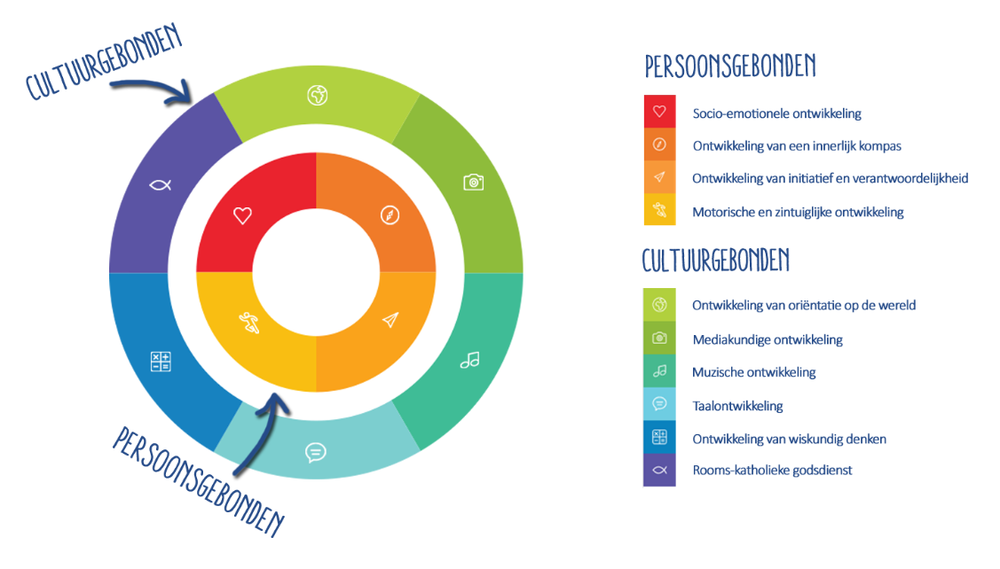 CULTUURGEBONDEN
PERSOONSGEBONDEN
PERSOONSGEBONDEN
Socio-emotionele ontwikkeling
Ontwikkeling van een innerlijk kompas
Ontwikkeling van initiatief en verantwoordelijkheid
Motorische en zintuiglijke ontwikkeling
CULTUURGEBONDEN
Ontwikkeling van oriëntatie op de wereld
Mediakundige ontwikkeling
Muzische ontwikkeling
Taalontwikkeling
Ontwikkeling van wiskundig denken
Rooms-katholieke godsdienst